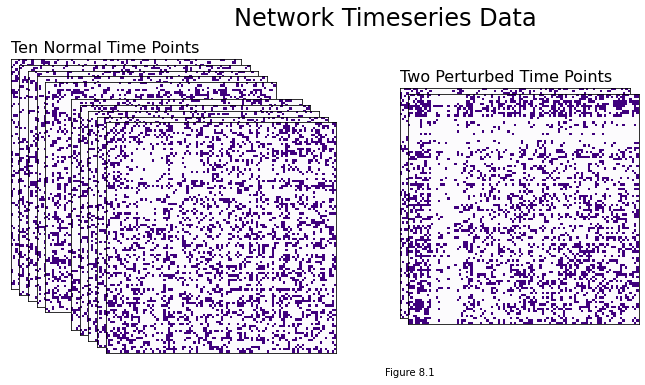 Network Timeseries Data
Ten Normal Time Points
Two Perturbed Time Points
Figure 8.1